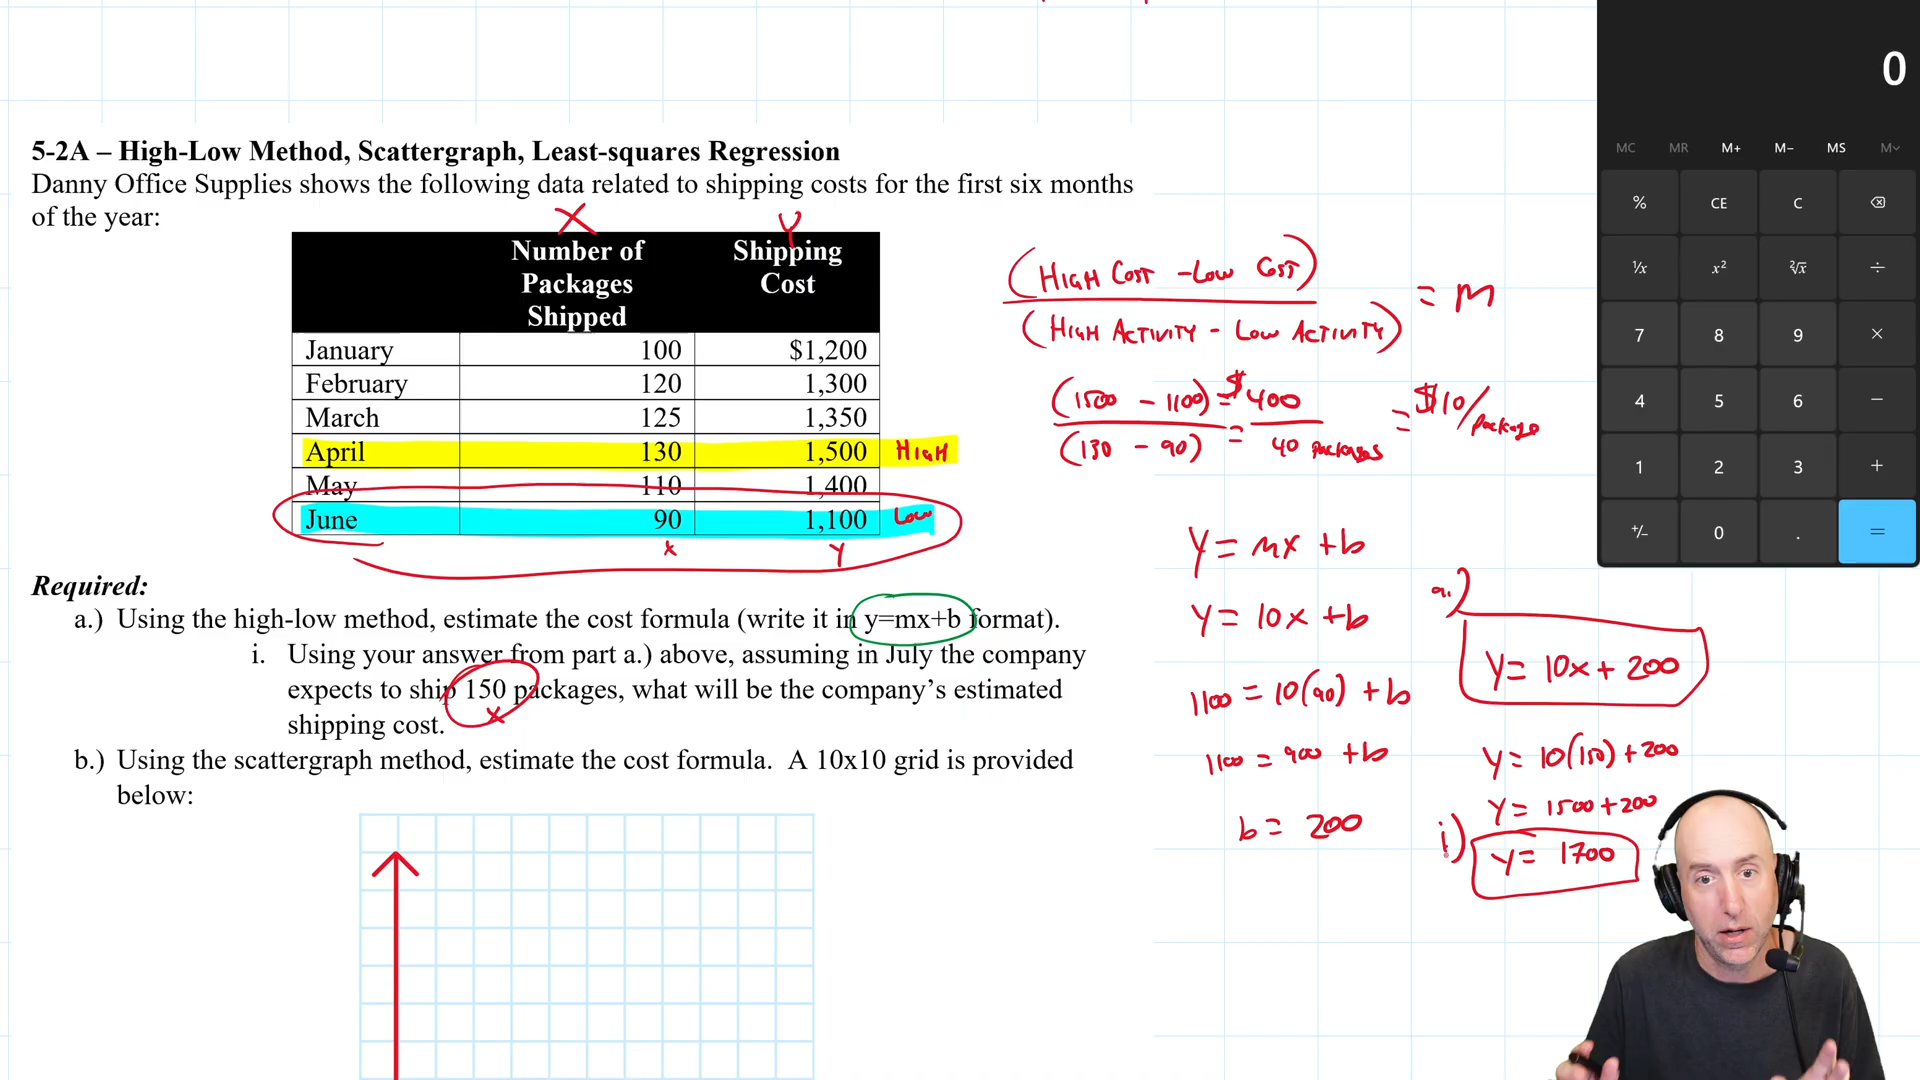 5-2A – High-Low Method, Scattergraph, Least-squares Regression
Danny Office Supplies shows the following data related to shipping costs for the first six months
of the year:
X Y
Number of Packages Shipped Shipping Cost
January 100 $1,200
February 120 1,300
March 125 1,350
April 130 1,500 HIGH
May 110 1,400
June 90 1,100 Low
x y
Required:
a.) Using the high-low method, estimate the cost formula (write it in y=mx+b format).
i. Using your answer from part a.) above, assuming in July the company
expects to ship 150 packages, what will be the company's estimated
x
shipping cost.
b.) Using the scattergraph method, estimate the cost formula. A 10x10 grid is provided
below:
(HIGH COST - LOW COST)
(HIGH ACTIVITY - LOW ACTIVITY)
= M
(1500 - 1100) = $400
(130 - 90) = 40 packages
= $10/package
Y = mx + b
Y = 10x + b
1100 = 10(90) + b
1100 = 900 + b
b = 200
a.)
Y = 10x + 200
Y = 10(150) + 200
Y = 1500 + 200
i)
Y = 1700
0
MC MR M+ M− MS M˅
% CE C ⌫
¹/x x² ²√x ÷
7 8 9 ×
4 5 6 −
1 2 3 +
+/− 0 . =